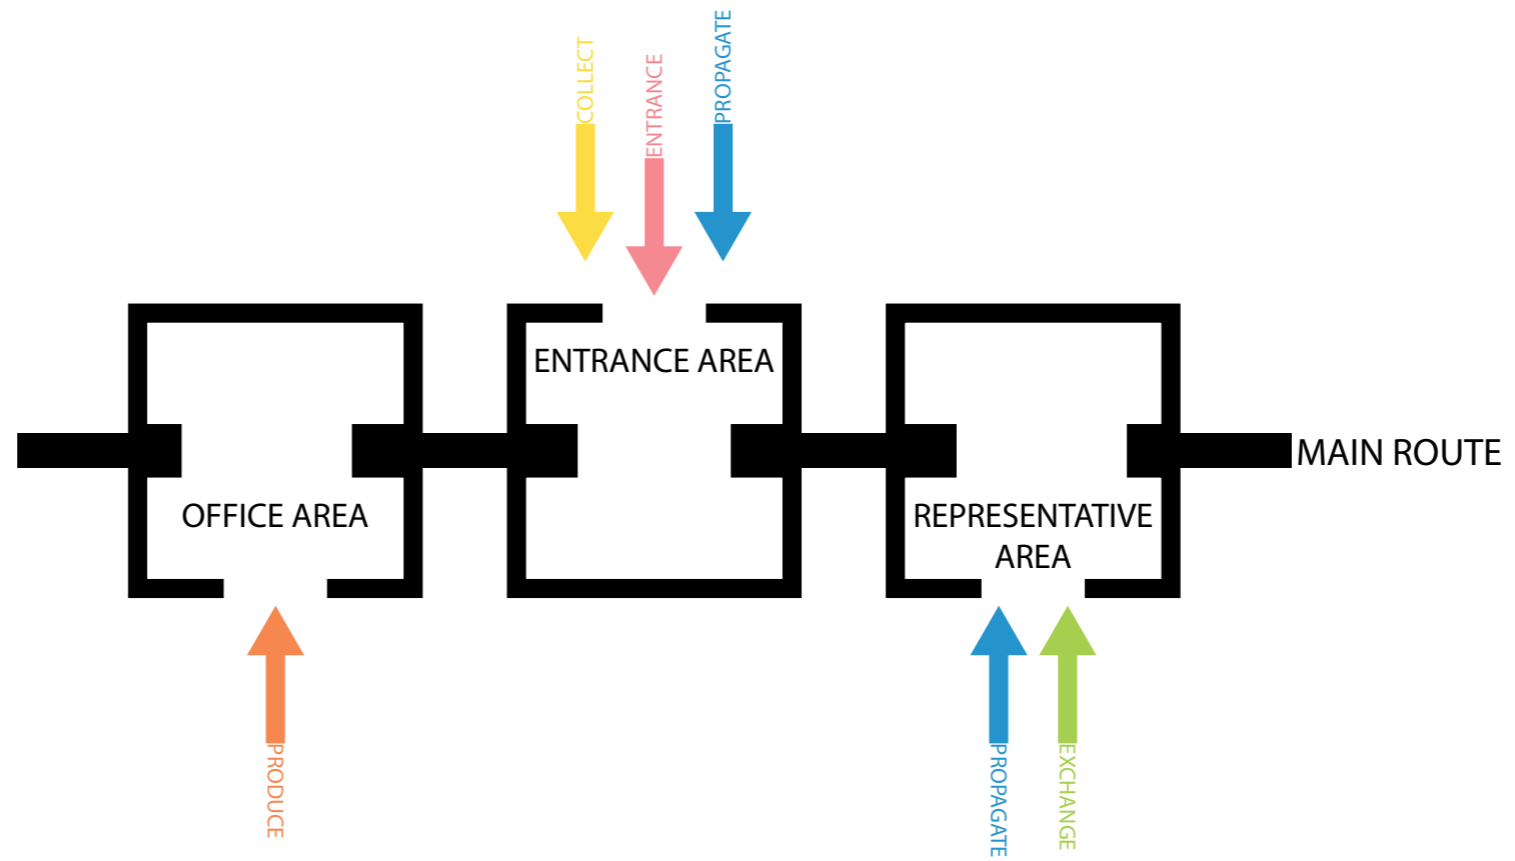 COLLECT
ENTRANCE
PROPAGATE
ENTRANCE AREA
MAIN ROUTE
OFFICE AREA
REPRESENTATIVE
AREA
PRODUCE
PROPAGATE
EXCHANGE